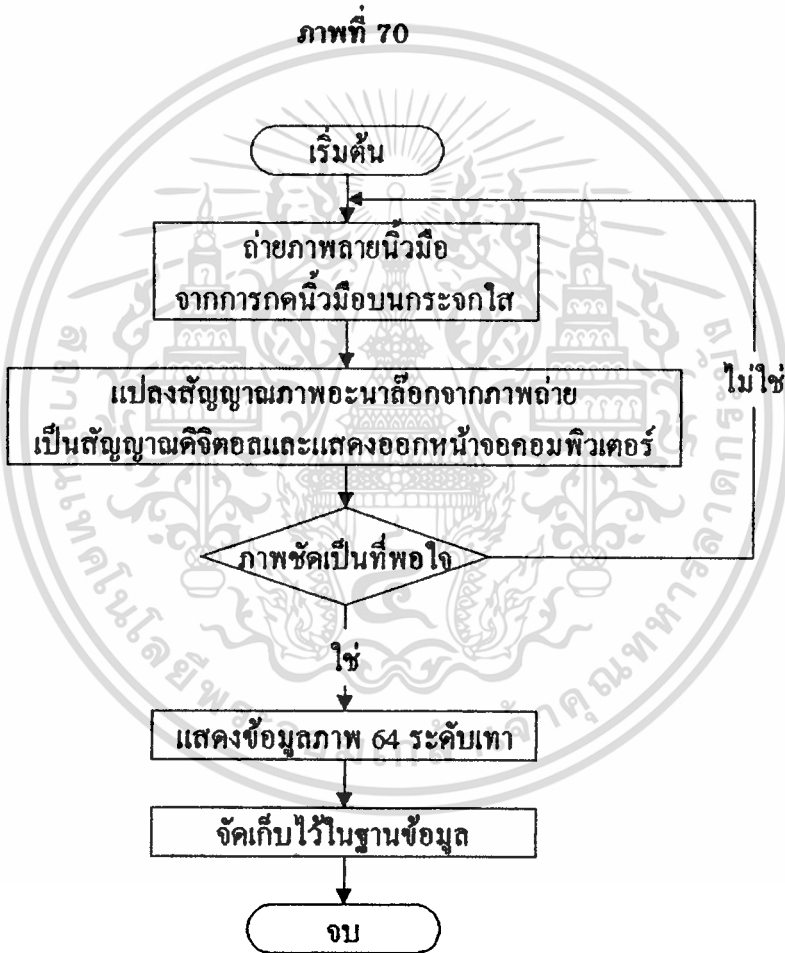 ภาพที่ 70
เริ่มต้น
ถ่ายภาพลายนิ้วมือ
จากการกดนิ้วมือบนกระจกใส
แปลงสัญญาณภาพอะนาล๊อกจากภาพถ่าย
เป็นสัญญาณดิจิตอลและแสดงออกหน้าจอคอมพิวเตอร์
ภาพชัดเป็นที่พอใจ
ไม่ใช่
ใช่
แสดงข้อมูลภาพ 64 ระดับเทา
จัดเก็บไว้ในฐานข้อมูล
จบ